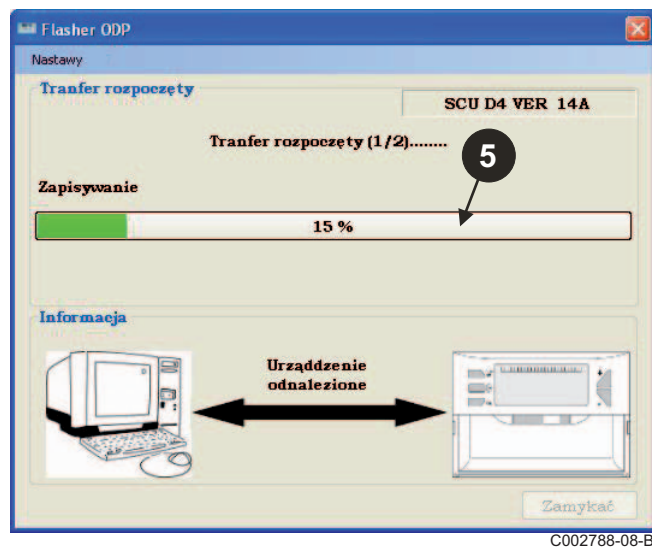 Flasher ODP
Nastawy
Tranfer rozpoczęty
SCU D4 VER 14A
Tranfer rozpoczęty (1/2)........
5
Zapisywanie
15 %
Informacja
Urząddzenie
odnalezione
Zamykać
C002788-08-B